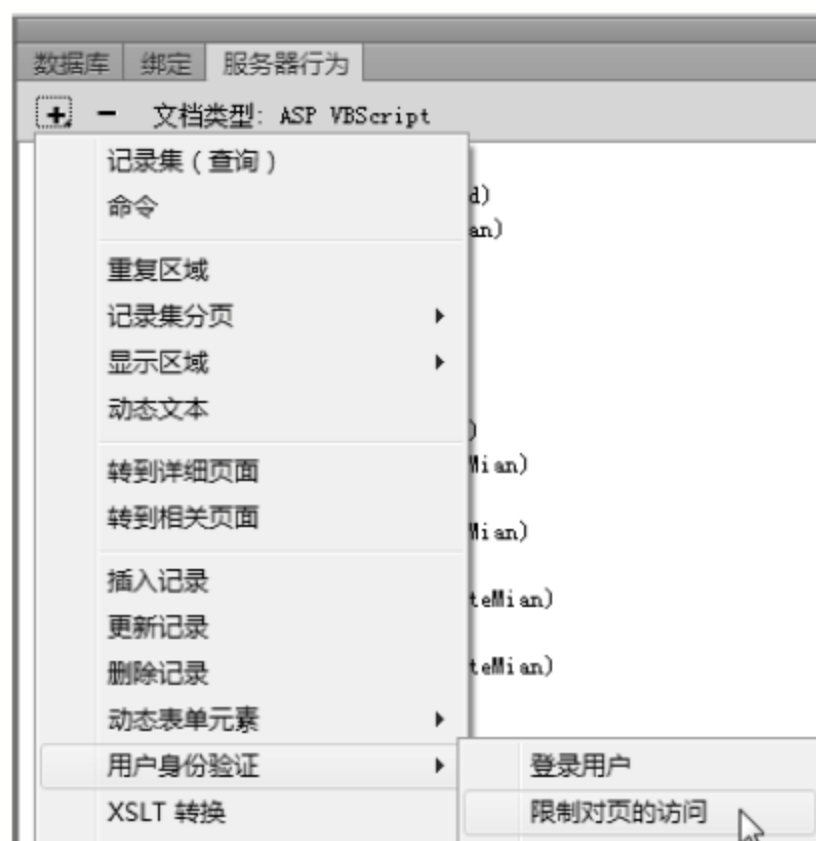 数据库 绑定 服务器行为
+ - 文档类型: ASP VBScript
记录集（查询）
d)
命令
an)
重复区域
记录集分页
显示区域
动态文本
)
Mian)
转到详细页面
转到相关页面
Mian)
插入记录
teMian)
更新记录
删除记录
teMian)
动态表单元素
用户身份验证
登录用户
XSLT 转换
限制对页的访问